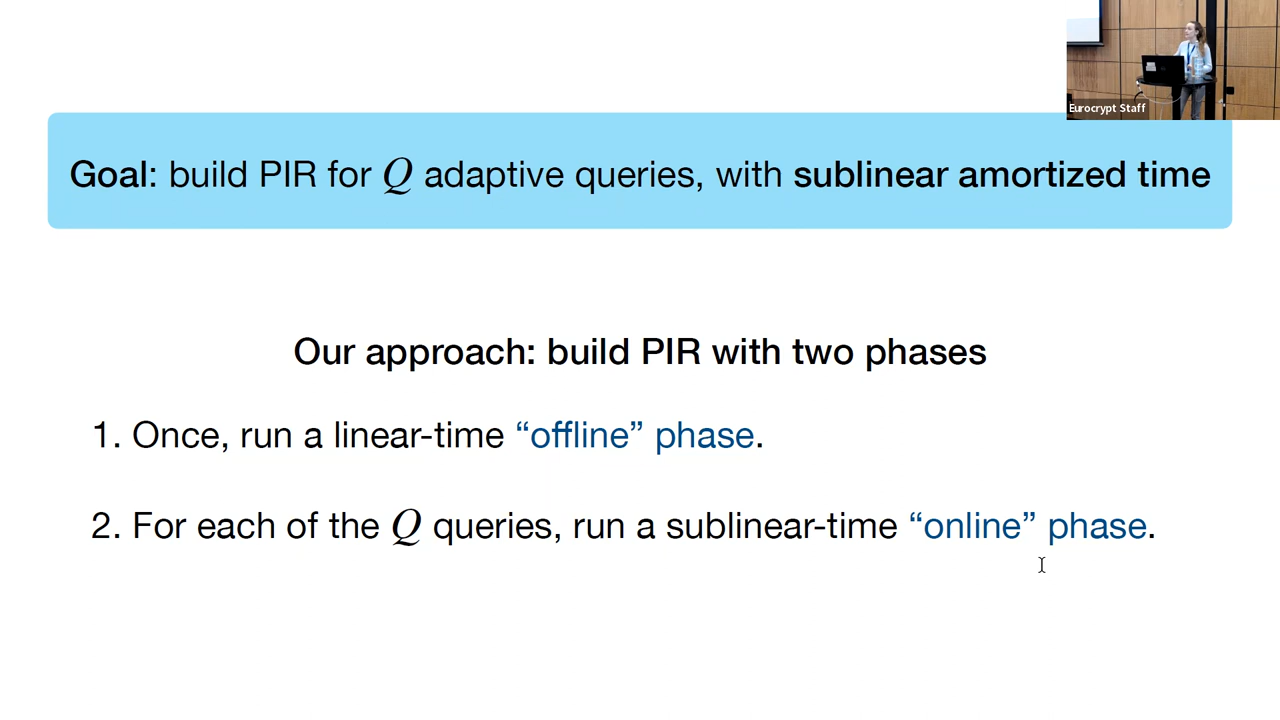 Eurocrypt Staff
Goal: build PIR for Q adaptive queries, with sublinear amortized time
Our approach: build PIR with two phases
1. Once, run a linear-time “offline” phase.
2. For each of the Q queries, run a sublinear-time “online” phase.